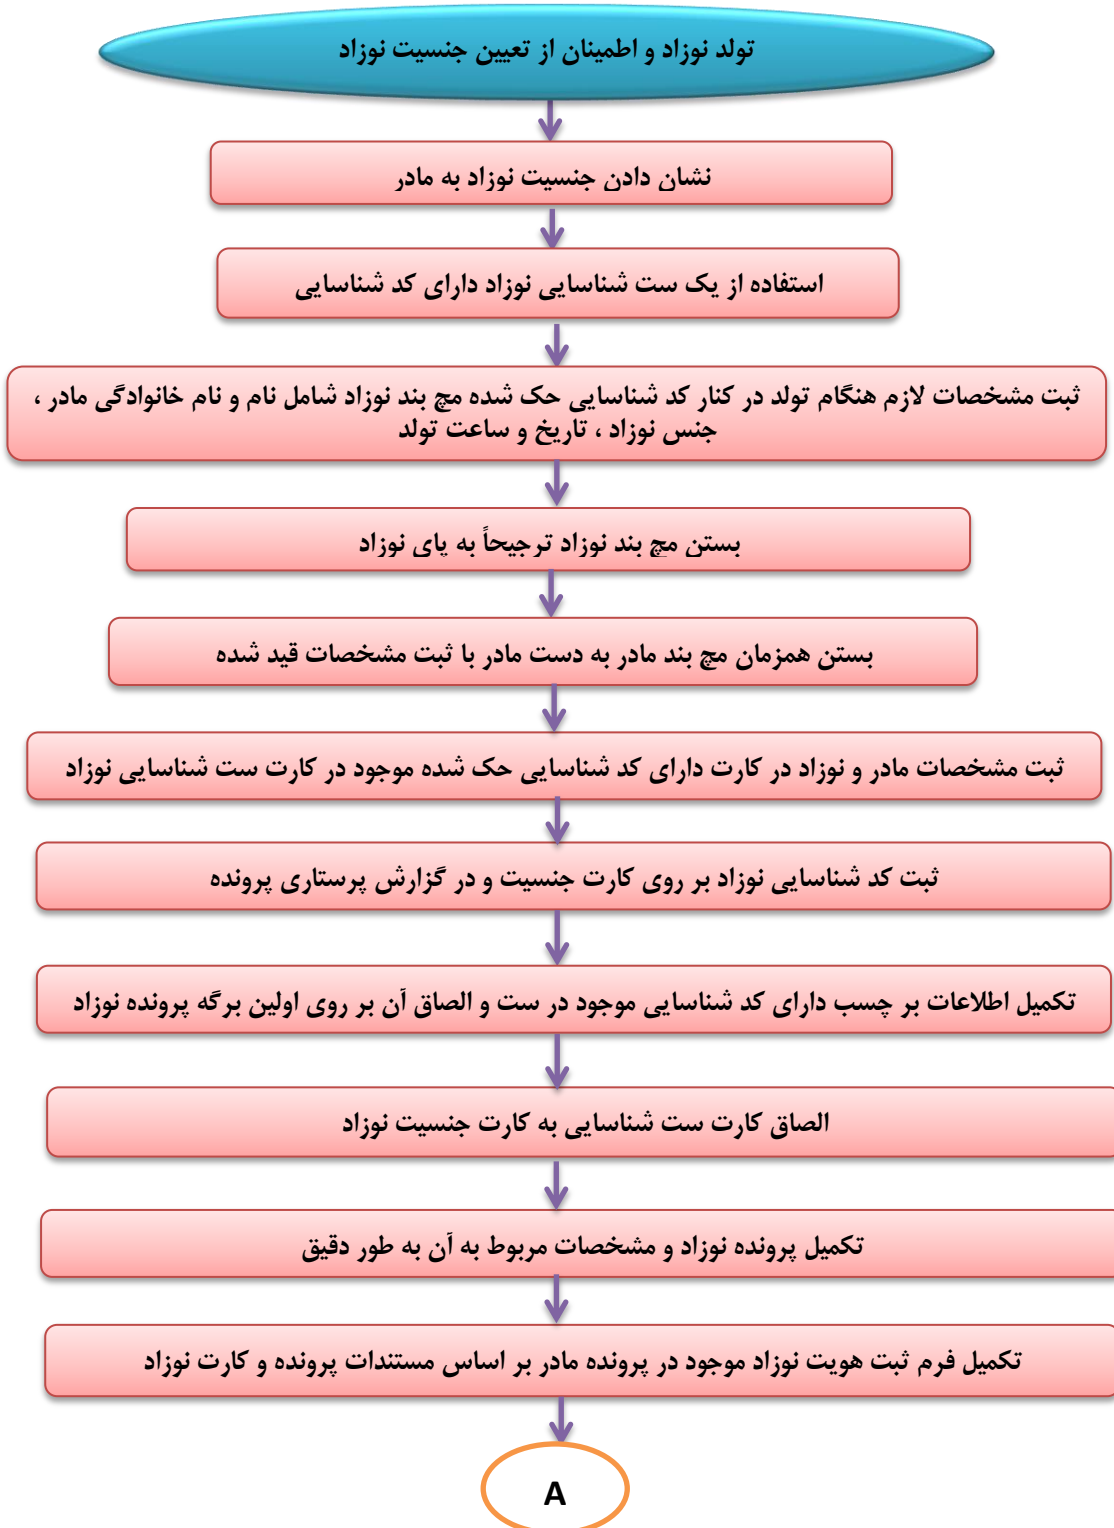 تولد نوزاد و اطمینان از تعیین جنسیت نوزاد
نشان دادن جنسیت نوزاد به مادر
استفاده از یک ست شناسایی نوزاد دارای کد شناسایی
ثبت مشخصات لازم هنگام تولد در کنار کد شناسایی حک شده مچ بند نوزاد شامل نام و نام خانوادگی مادر ،
جنس نوزاد ، تاریخ و ساعت تولد
بستن مچ بند نوزاد ترجیحاً به پای نوزاد
بستن همزمان مچ بند مادر به دست مادر با ثبت مشخصات قید شده
ثبت مشخصات مادر و نوزاد در کارت دارای کد شناسایی حک شده موجود در کارت ست شناسایی نوزاد
ثبت کد شناسایی نوزاد بر روی کارت جنسیت و در گزارش پرستاری پرونده
تکمیل اطلاعات بر چسب دارای کد شناسایی موجود در ست و الصاق آن بر روی اولین برگه پرونده نوزاد
الصاق کارت ست شناسایی به کارت جنسیت نوزاد
تکمیل پرونده نوزاد و مشخصات مربوط به آن به طور دقیق
تکمیل فرم ثبت هویت نوزاد موجود در پرونده مادر بر اساس مستندات پرونده و کارت نوزاد
A